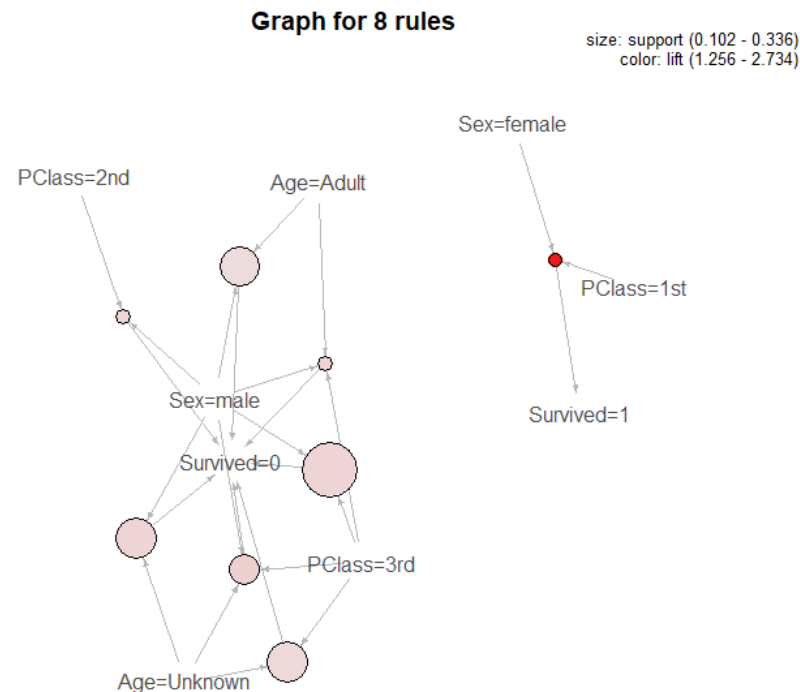 Graph for 8 rules
size: support (0.102 - 0.336)
color: lift (1.256 - 2.734)
Sex=female
PClass=2nd
Age=Adult
PClass=1st
Sex=male
Survived=1
Survived=0
PClass=3rd
Age=Unknown